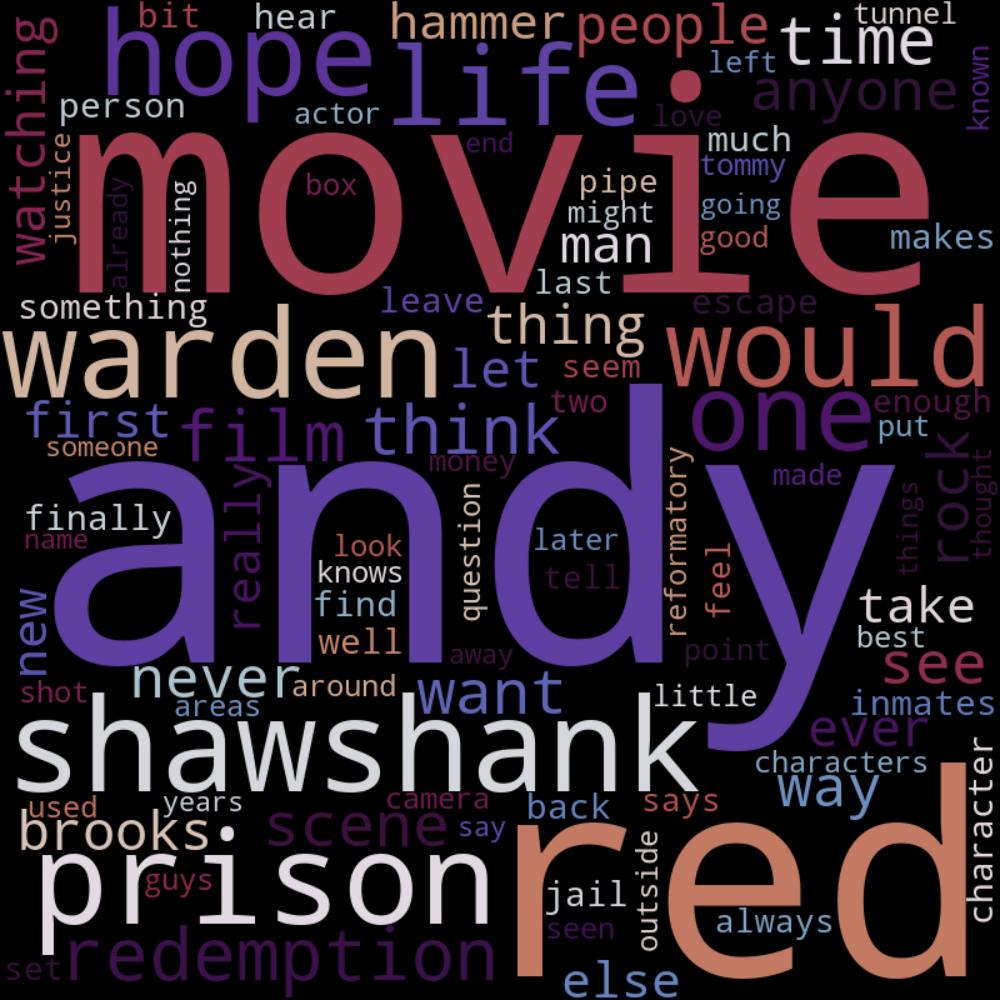 bit
hear
hammer
people
time
tunnel
watching
hope
life
left
anyone
known
person
actor
love
justice
movie
end
much
tommy
already
nothing
box
pipe
might
man
going
good
makes
last
something
leave
escape
warden
thing
would
let
seem
first
film
think
two
one
enough
someone
money
put
rock
thought
andy
really
question
reformatory
made
things
finally
name
look
knows
find
well
later
tell
feel
new
away
point
take
best
see
shot
never
around
areas
want
little
inmates
shawshank
ever
characters
way
character
used
years
camera
back
says
brooks
scene
say
red
prison
guys
jail
outside
always
seen
set
redemption
else